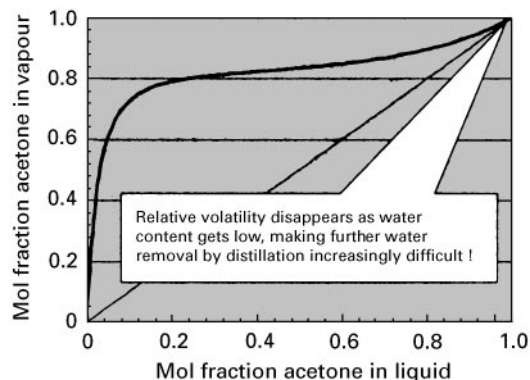 Mol fraction acetone in vapour
1.0
0.8
0.6
0.4
0.2
0
Relative volatility disappears as water
content gets low, making further water
removal by distillation increasingly difficult !
0 0.2 0.4 0.6 0.8 1.0
Mol fraction acetone in liquid